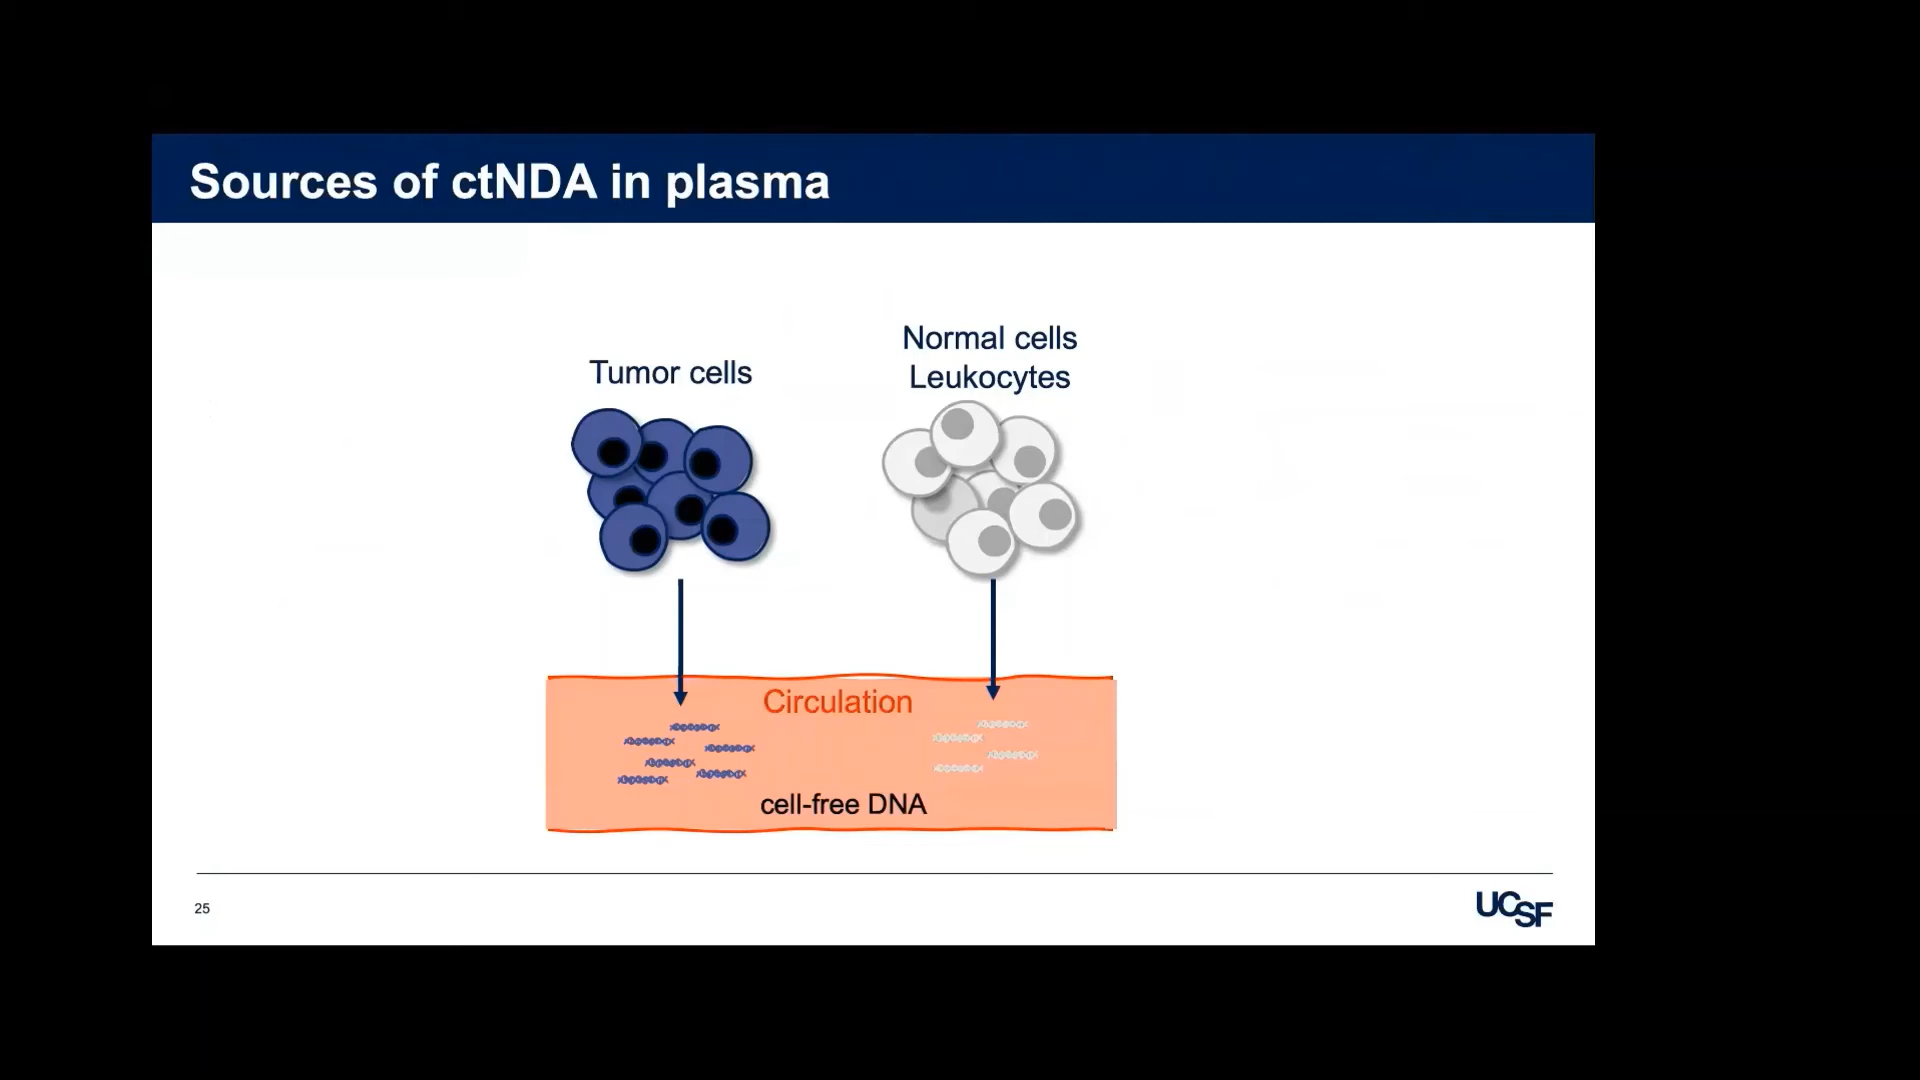 Sources of ctNDA in plasma
Tumor cells
Normal cells
Leukocytes
Circulation
cell-free DNA
25
UCSF